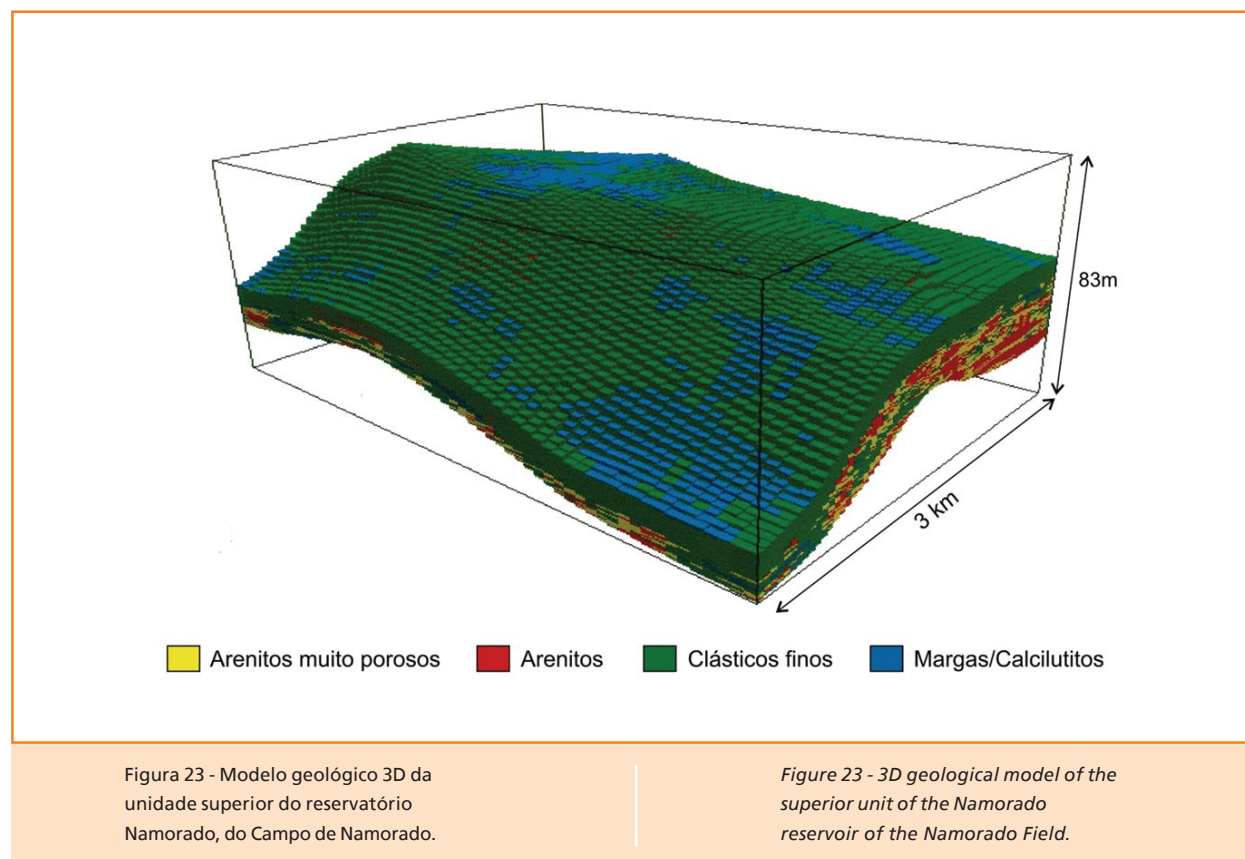 83m
3 km
Arenitos muito porosos
Arenitos
Clásticos finos
Margas/Calcilutitos
Figura 23 - Modelo geológico 3D da
unidade superior do reservatório
Namorado, do Campo de Namorado.
Figure 23 - 3D geological model of the
superior unit of the Namorado
reservoir of the Namorado Field.